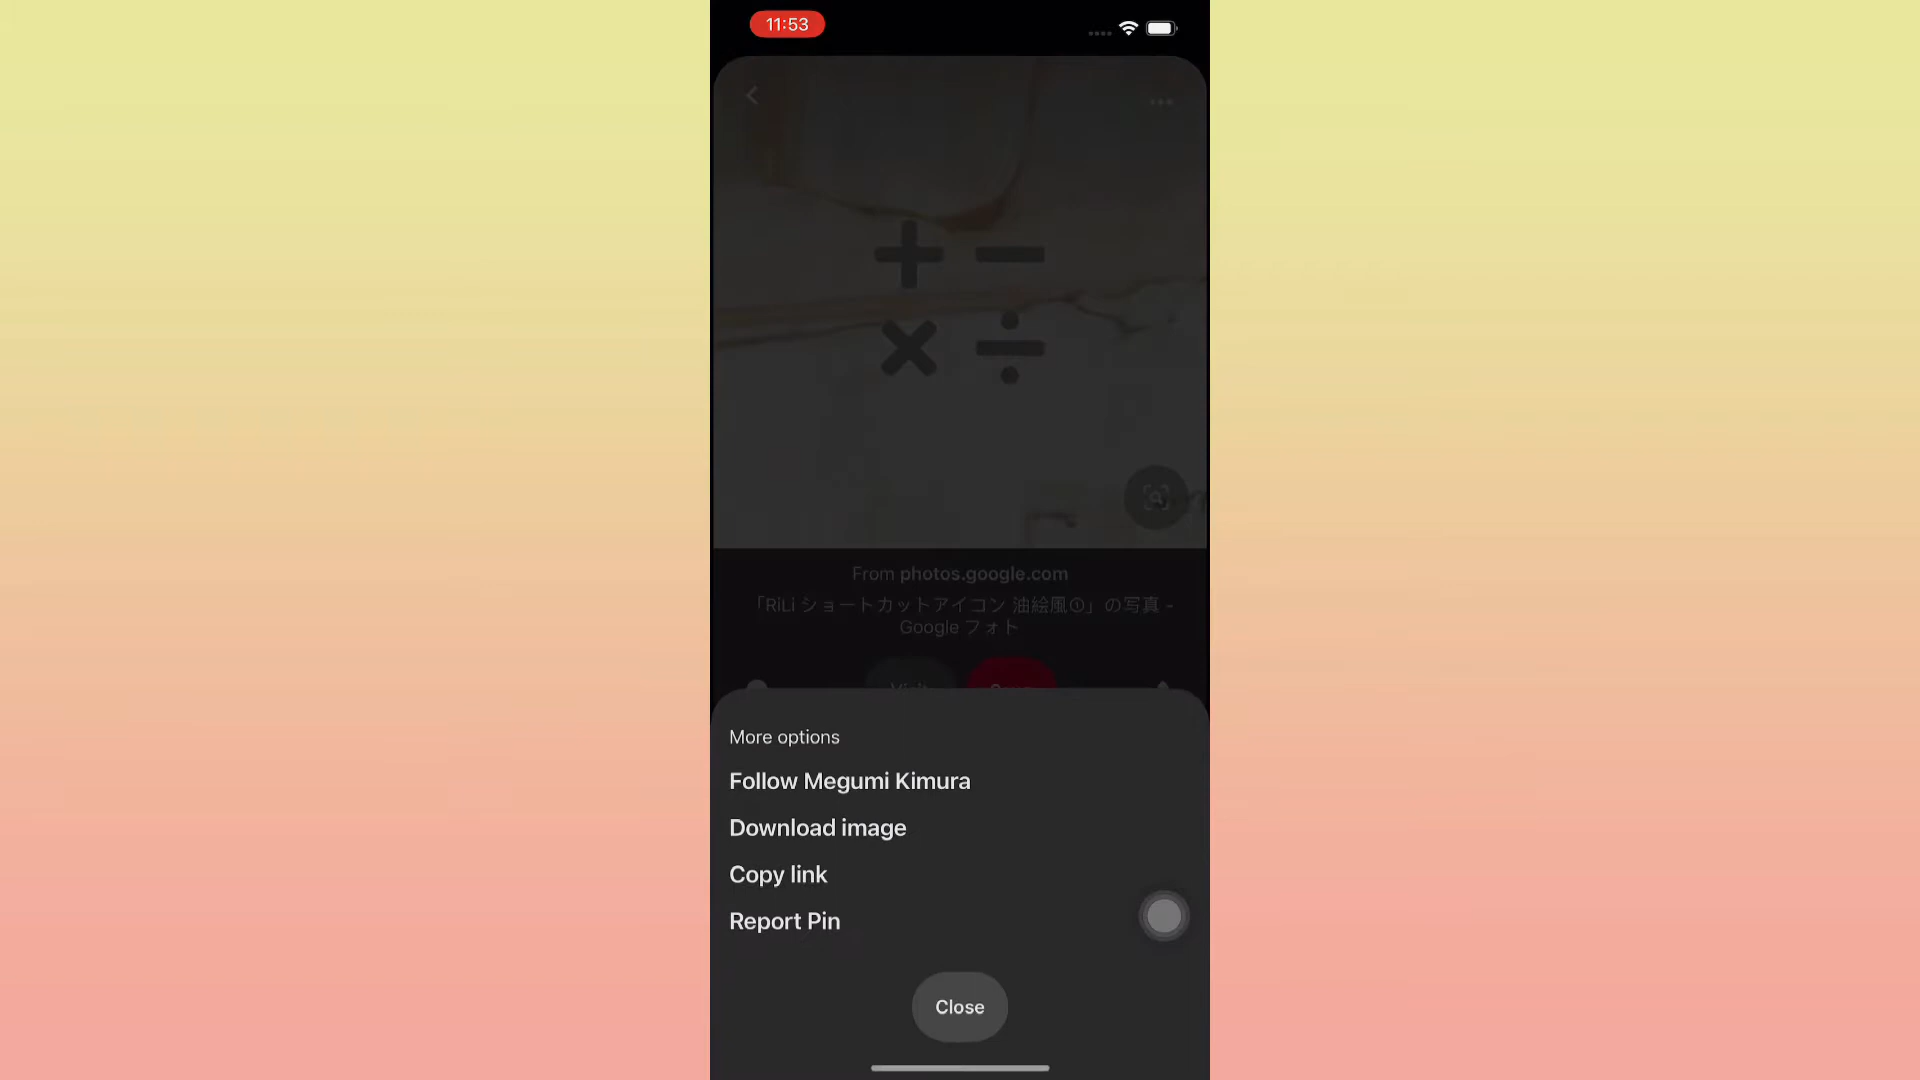 11:53
From photos.google.com
「RiLi ショートカットアイコン 油絵風①」の写真 -
Google フォト
Visit
Save
More options
Follow Megumi Kimura
Download image
Copy link
Report Pin
Close